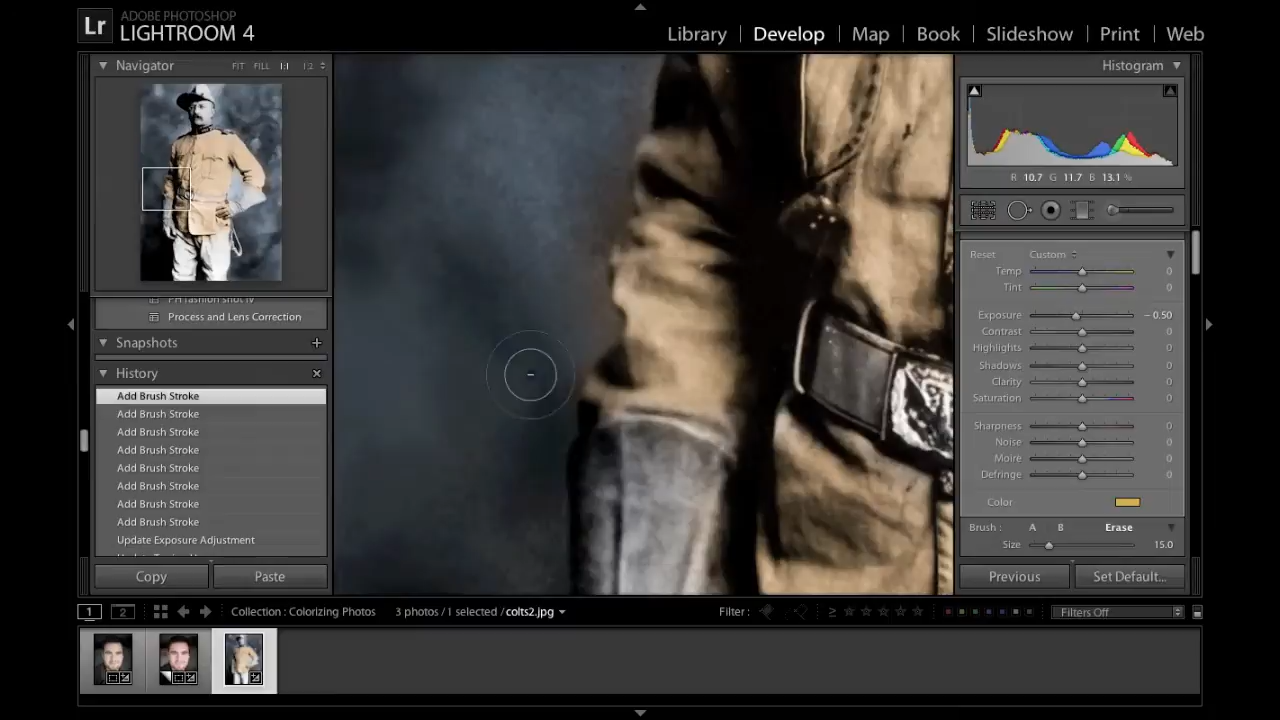 Lr
ADOBE PHOTOSHOP
LIGHTROOM 4
Library | Develop | Map | Book | Slideshow | Print | Web
Navigator FIT FILL 1:1 1:2
PH fashion shot IV
Process and Lens Correction
Snapshots +
History ×
Add Brush Stroke
Add Brush Stroke
Add Brush Stroke
Add Brush Stroke
Add Brush Stroke
Add Brush Stroke
Add Brush Stroke
Add Brush Stroke
Update Exposure Adjustment
Copy
Paste
Histogram
R 10.7 G 11.7 B 13.1 %
Reset Custom
Temp 0
Tint 0
Exposure – 0.50
Contrast 0
Highlights 0
Shadows 0
Clarity 0
Saturation 0
Sharpness 0
Noise 0
Moire 0
Defringe 0
Color
Brush : A B Erase
Size 15.0
Previous
Set Default...
1 2 Collection : Colorizing Photos 3 photos / 1 selected / colts2.jpg Filter : Filters Off